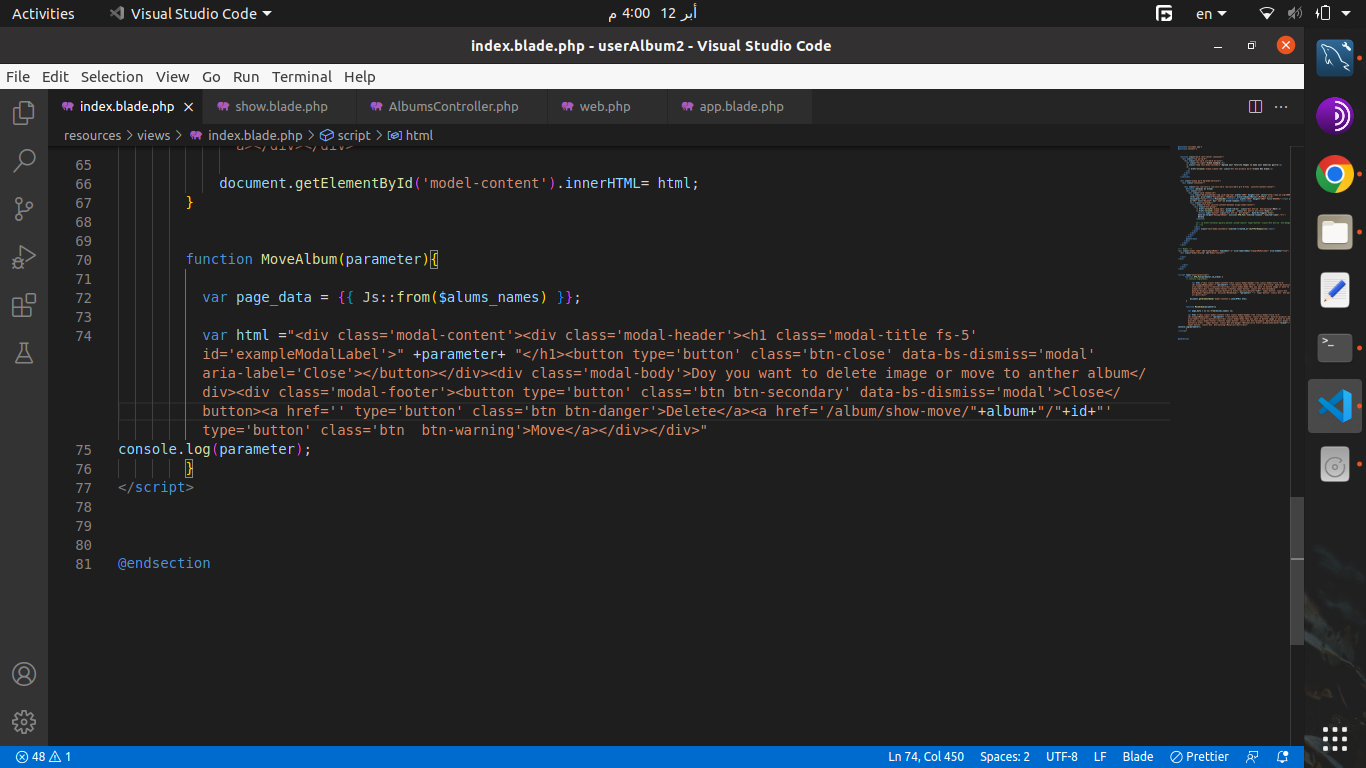 Activities
Visual Studio Code
أبر 12 4:00 م
en
index.blade.php - userAlbum2 - Visual Studio Code
File Edit Selection View Go Run Terminal Help
index.blade.php show.blade.php AlbumsController.php web.php app.blade.php
resources > views > index.blade.php > script > html
a></div></div>
65
66 document.getElementById('model-content').innerHTML= html;
67 }
68
69
70 function MoveAlbum(parameter){
71
72 var page_data = {{ Js::from($alums_names) }};
73
74 var html ="<div class='modal-content'><div class='modal-header'><h1 class='modal-title fs-5'
id='exampleModalLabel'>" +parameter+ "</h1><button type='button' class='btn-close' data-bs-dismiss='modal'
aria-label='Close'></button></div><div class='modal-body'>Doy you want to delete image or move to anther album</
div><div class='modal-footer'><button type='button' class='btn btn-secondary' data-bs-dismiss='modal'>Close</
button><a href='' type='button' class='btn btn-danger'>Delete</a><a href='/album/show-move/"+album+"/"+id+"'
type='button' class='btn  btn-warning'>Move</a></div></div>"
75 console.log(parameter);
76 }
77 </script>
78
79
80
81 @endsection
48 1 Ln 74, Col 450 Spaces: 2 UTF-8 LF Blade Prettier